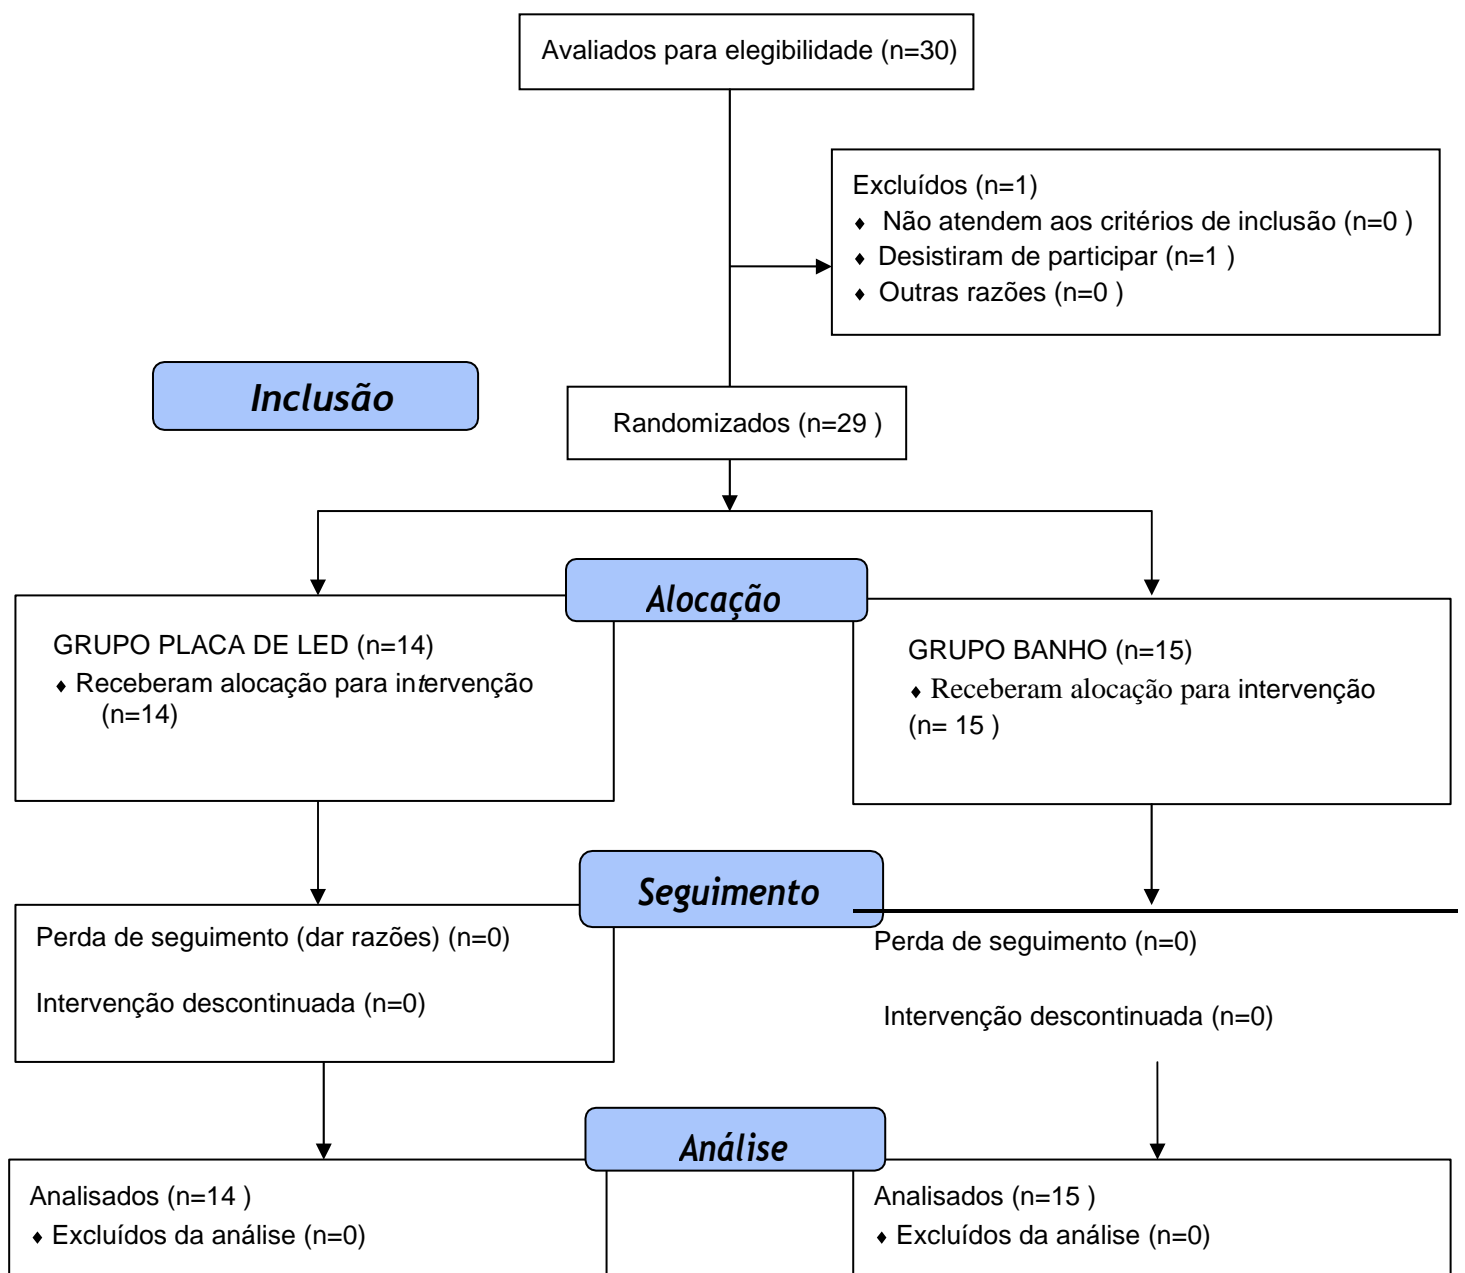 Avaliados para elegibilidade (n=30)
Excluídos (n=1)
♦ Não atendem aos critérios de inclusão (n=0 )
♦ Desistiram de participar (n=1 )
♦ Outras razões (n=0 )
Inclusão
Randomizados (n=29 )
Alocação
GRUPO PLACA DE LED (n=14)
♦ Receberam alocação para intervenção
(n=14)
GRUPO BANHO (n=15)
♦ Receberam alocação para intervenção
(n= 15 )
Seguimento
Perda de seguimento (dar razões) (n=0)
Intervenção descontinuada (n=0)
Perda de seguimento (n=0)
Intervenção descontinuada (n=0)
Análise
Analisados (n=14 )
♦ Excluídos da análise (n=0)
Analisados (n=15 )
♦ Excluídos da análise (n=0)